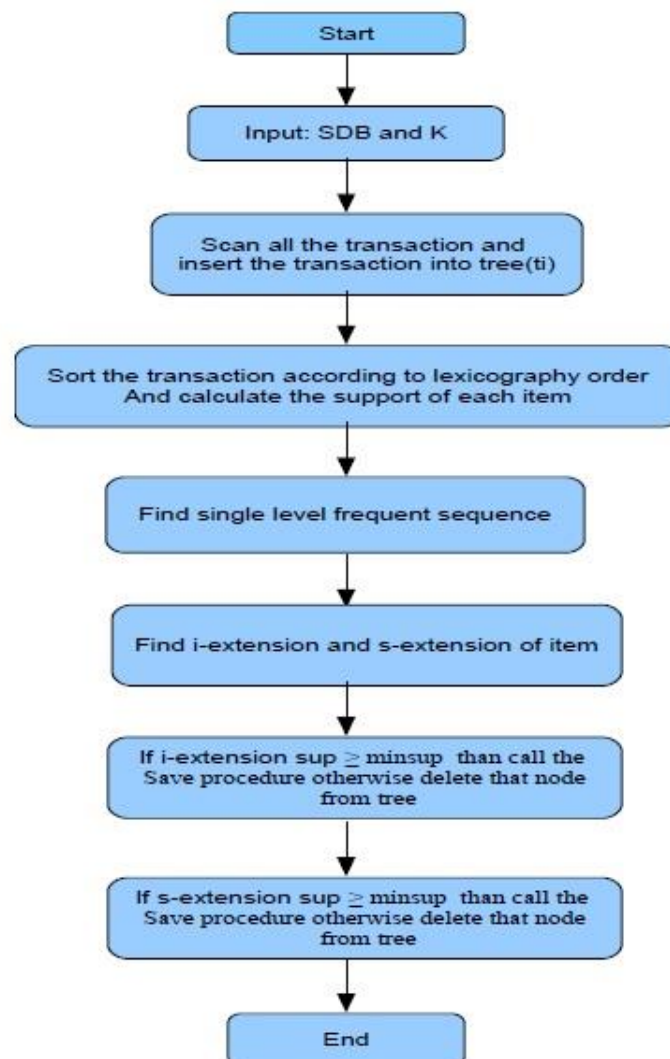 Start
Input: SDB and K
Scan all the transaction and
insert the transaction into tree(ti)
Sort the transaction according to lexicography order
And calculate the support of each item
Find single level frequent sequence
Find i-extension and s-extension of item
If i-extension sup ≥ minsup than call the
Save procedure otherwise delete that node
from tree
If s-extension sup ≥ minsup than call the
Save procedure otherwise delete that node
from tree
End